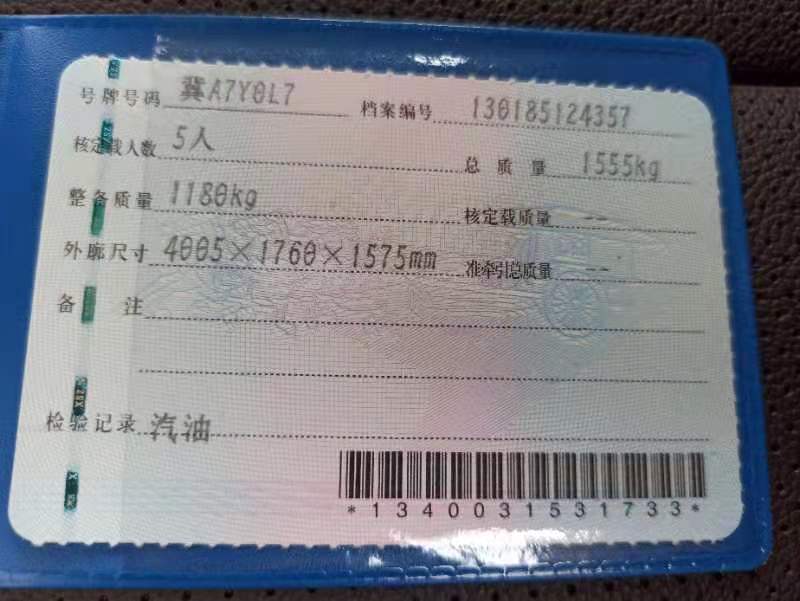 号牌号码 冀A7Y0L7 档案编号 130185124357
核定载人数 5人 总质量 1555kg
整备质量 1180kg 核定载质量 --
外廓尺寸 4005×1760×1575mm 准牵引总质量 --
备注
检验记录 汽油
*1340031531733*